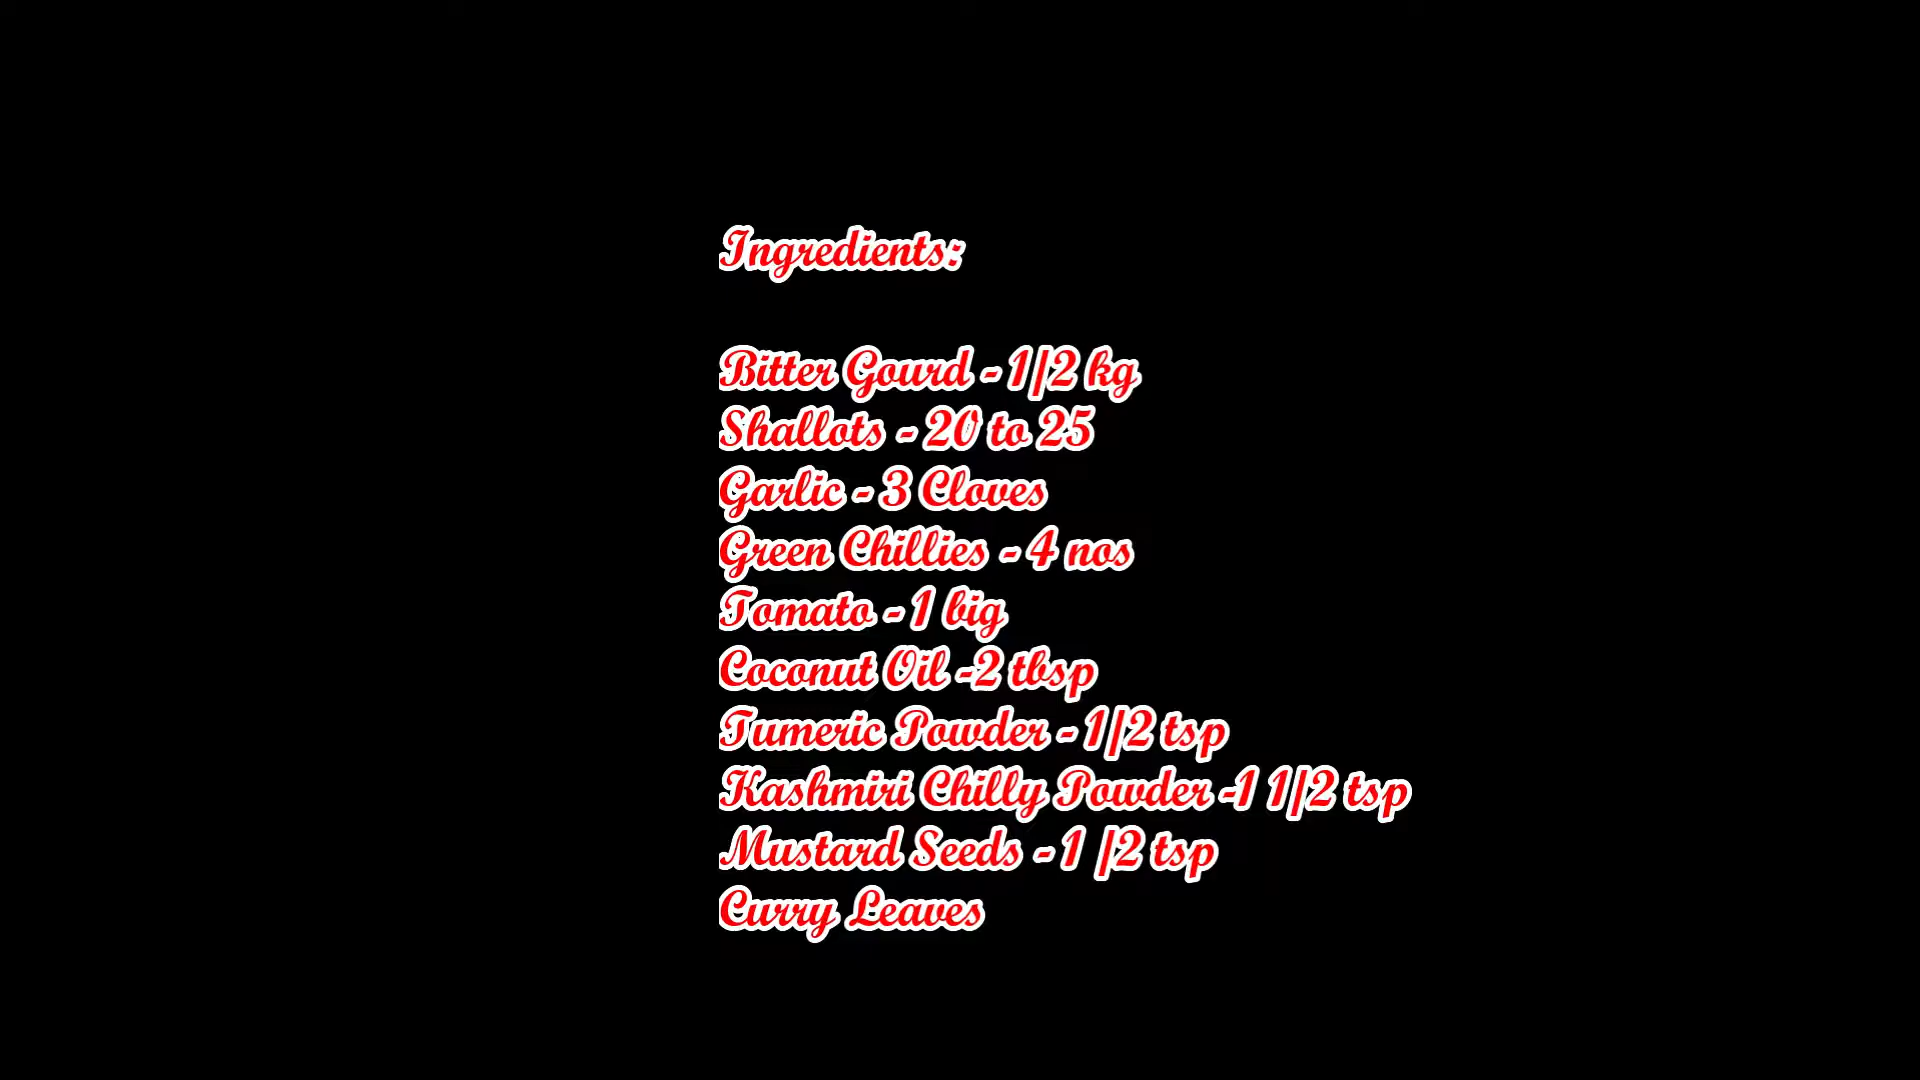 Ingredients:
Bitter Gourd - 1/2 kg
Shallots - 20 to 25
Garlic - 3 Cloves
Green Chillies - 4 nos
Tomato - 1 big
Coconut Oil -2 tbsp
Tumeric Powder - 1/2 tsp
Kashmiri Chilly Powder -1 1/2 tsp
Mustard Seeds - 1 /2 tsp
Curry Leaves